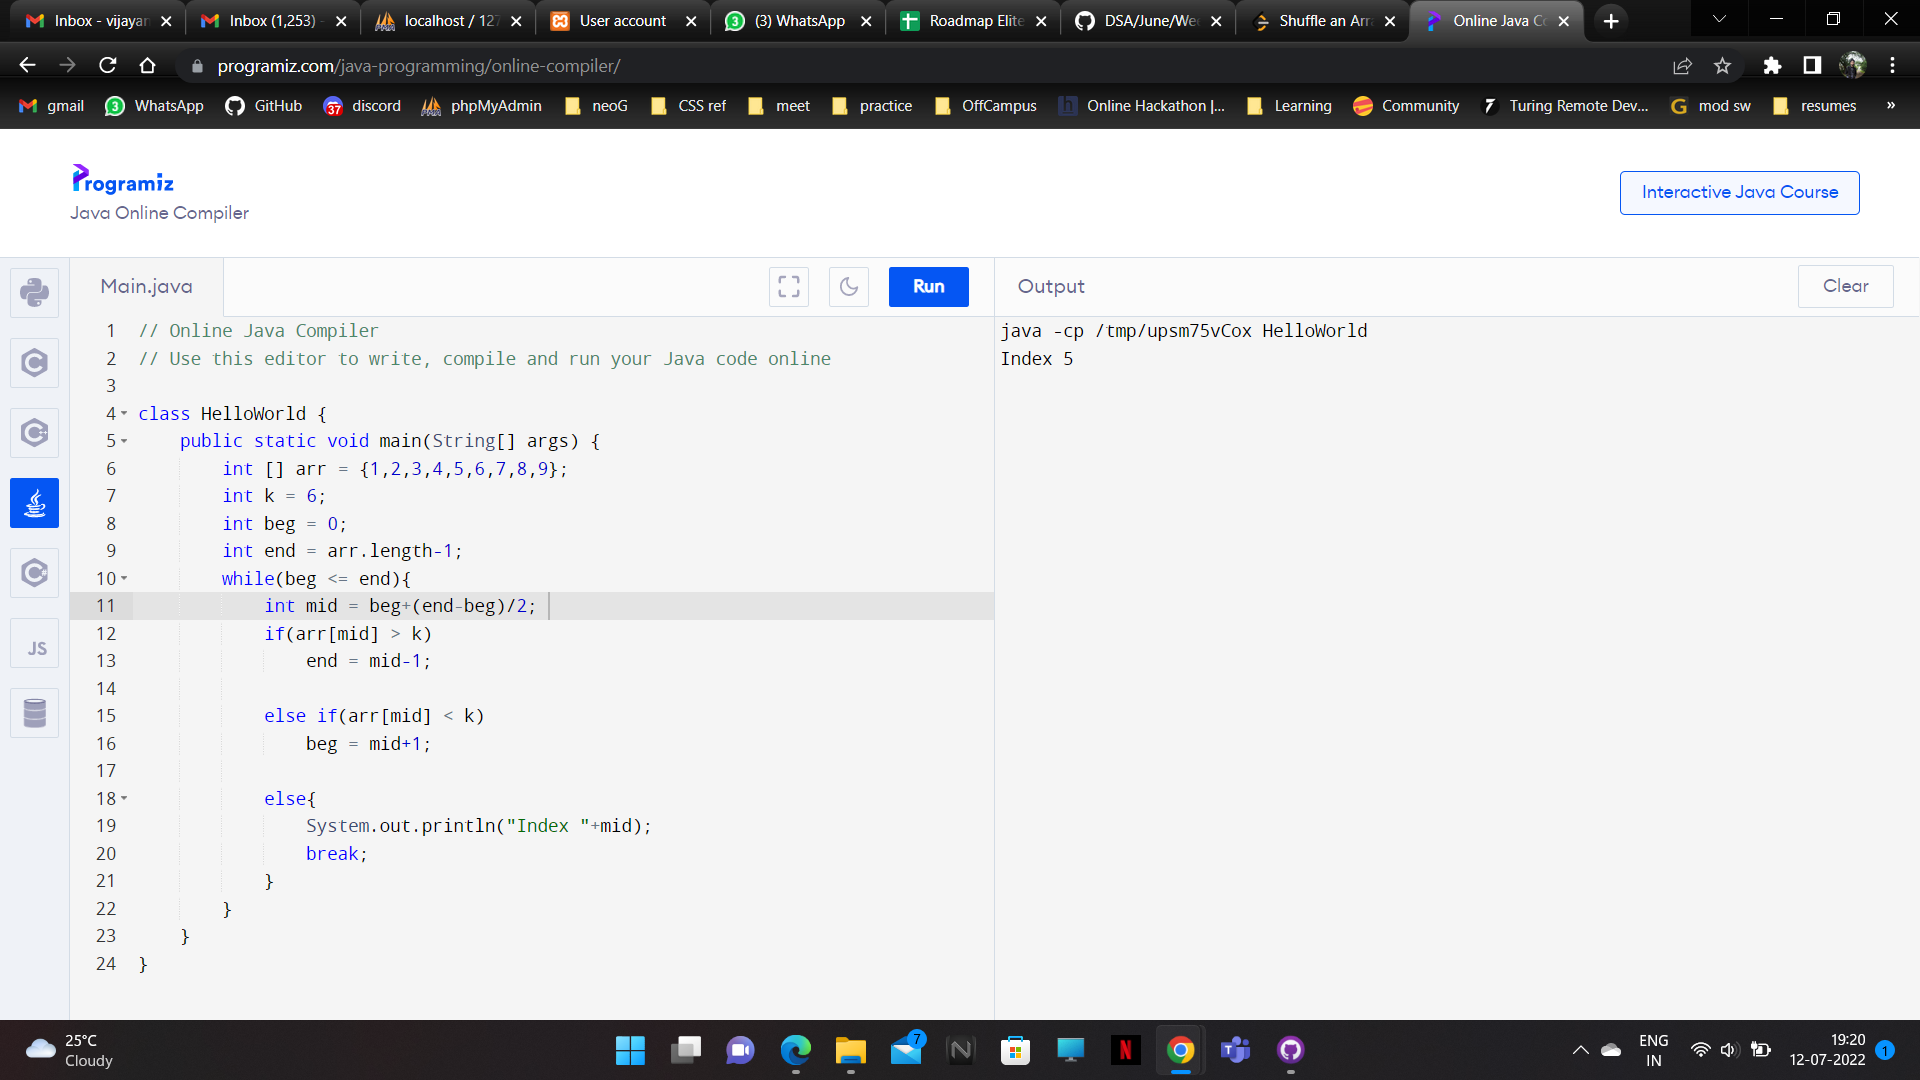 Inbox - vijayan
Inbox (1,253) -
localhost / 127
User account
(3) WhatsApp
Roadmap Elite
DSA/June/We
Shuffle an Arr
Online Java Co
programiz.com/java-programming/online-compiler/
gmail
3 WhatsApp
GitHub
37 discord
phpMyAdmin
neoG
CSS ref
meet
practice
OffCampus
h Online Hackathon |...
Learning
Community
7 Turing Remote Dev...
G mod sw
resumes
»
Programiz
Java Online Compiler
Interactive Java Course
Main.java
Run
Output
Clear
JS
1 // Online Java Compiler
2 // Use this editor to write, compile and run your Java code online
3
4 class HelloWorld {
5 public static void main(String[] args) {
6 int [] arr = {1,2,3,4,5,6,7,8,9};
7 int k = 6;
8 int beg = 0;
9 int end = arr.length-1;
10 while(beg <= end){
11 int mid = beg+(end-beg)/2;
12 if(arr[mid] > k)
13 end = mid-1;
14
15 else if(arr[mid] < k)
16 beg = mid+1;
17
18 else{
19 System.out.println("Index "+mid);
20 break;
21 }
22 }
23 }
24 }
java -cp /tmp/upsm75vCox HelloWorld
Index 5
25°C
Cloudy
7
N
N
ENG
IN
19:20
12-07-2022
1